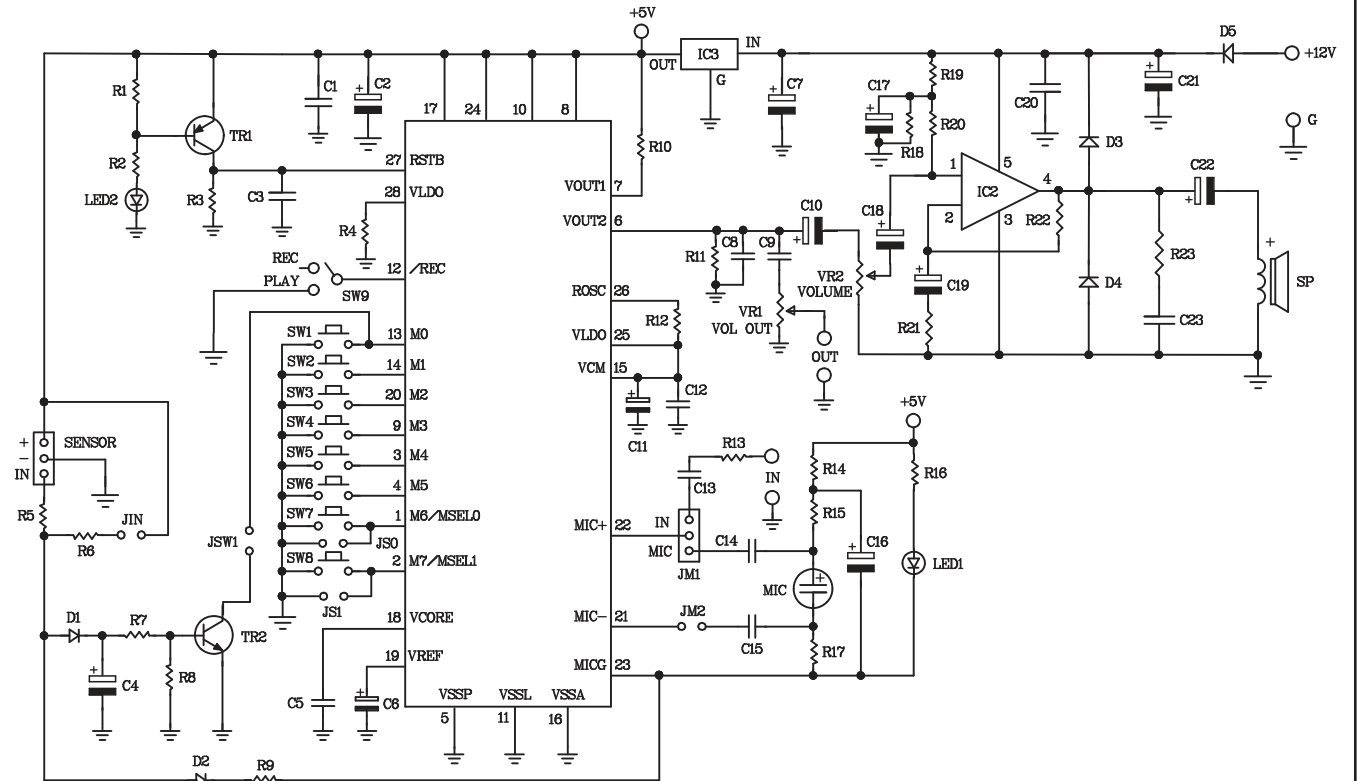 +5V
D5
OUT
IC3
IN
+12V
G
R1
C1
+
C2
17
24
10
8
+
C7
C17
+
R19
R20
R18
C20
+
C21
G
TR1
R2
LED2
R3
C3
27
RSTB
28
VLDO
R4
R10
VOUT1
7
VOUT2
6
1
2
IC2
5
3
4
D3
C22
+
R22
REC
PLAY
SW9
12
/REC
R11
C8
C9
C10
+
C18
+
VR2
VOLUME
VR1
VOL OUT
OUT
+
C19
R21
D4
R23
C23
+
SP
ROSC
26
R12
VLDO
25
VCM
15
+
C11
C12
SW1
13
M0
SW2
14
M1
SW3
20
M2
SW4
9
M3
SW5
3
M4
SW6
4
M5
SW7
1
M6/MSEL0
JS0
SW8
2
M7/MSEL1
JS1
+
-
IN
SENSOR
R5
R6
JIN
JSW1
+5V
R13
C13
IN
R14
R15
R16
MIC+
22
IN
MIC
JM1
C14
+
C16
MIC
+
LED1
D1
R7
TR2
+
C4
R8
18
VCORE
19
VREF
C5
+
C6
MIC-
21
JM2
C15
R17
MICG
23
VSSP
VSSL
VSSA
5
11
16
D2
R9